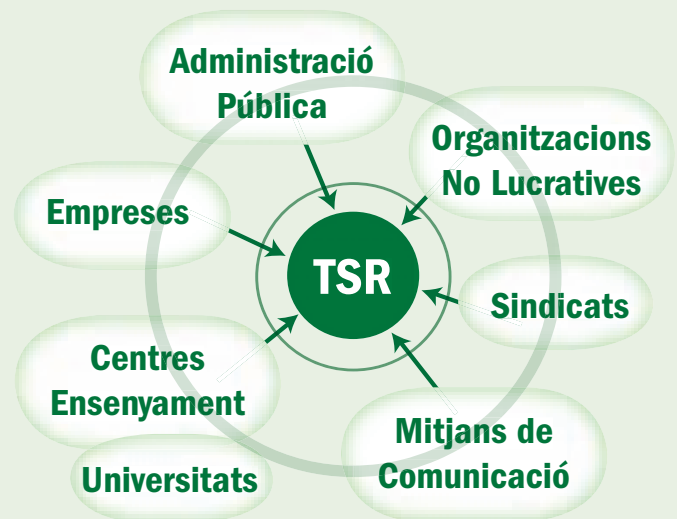 Administració
Pública
Organitzacions
No Lucratives
Empreses
TSR
Sindicats
Centres
Ensenyament
Mitjans de
Comunicació
Universitats